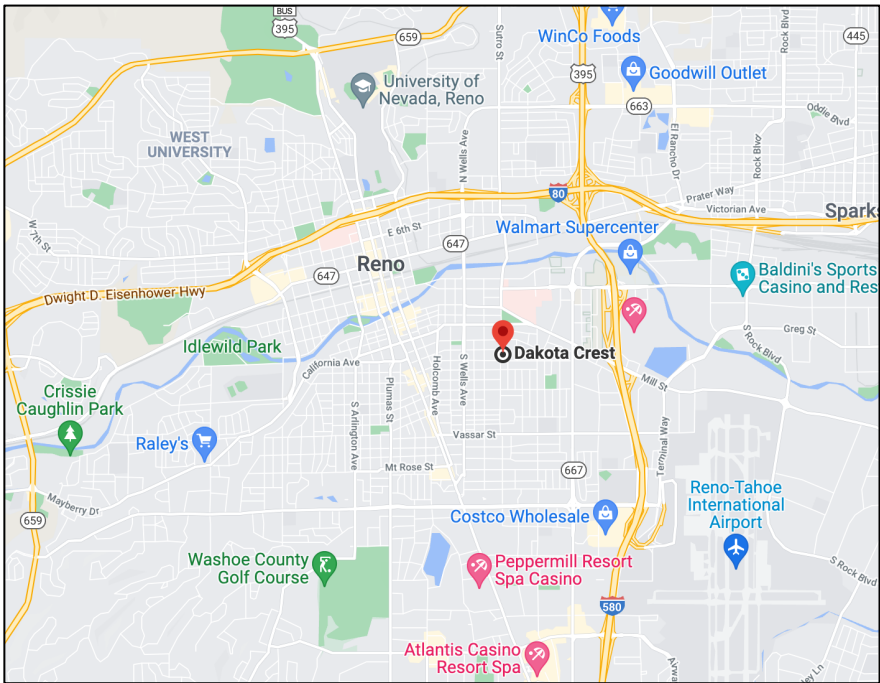 BUS
395
659
Sutro St
WinCo Foods
Rock Blvd
445
395
Goodwill Outlet
University of
Nevada, Reno
663
Oddie Blvd
El Rancho Dr
Rock Blvd
WEST
UNIVERSITY
N Wells Ave
80
Prater Way
Victorian Ave
Sparks
W 7th St
E 6th St
647
Walmart Supercenter
Reno
647
Baldini's Sports
Casino and Res
Dwight D. Eisenhower Hwy
Greg St
S Rock Blvd
Idlewild Park
Dakota Crest
California Ave
Mill St
Crissie
Caughlin Park
Plumas St
Holcomb Ave
S Wells Ave
S Arlington Ave
Raley's
Vassar St
Terminal Way
Mt Rose St
667
Mayberry Dr
659
Costco Wholesale
Reno-Tahoe
International
Airport
Washoe County
Golf Course
Peppermill Resort
Spa Casino
S Rock Blvd
580
Atlantis Casino
Resort Spa
Airwa
ley Ln